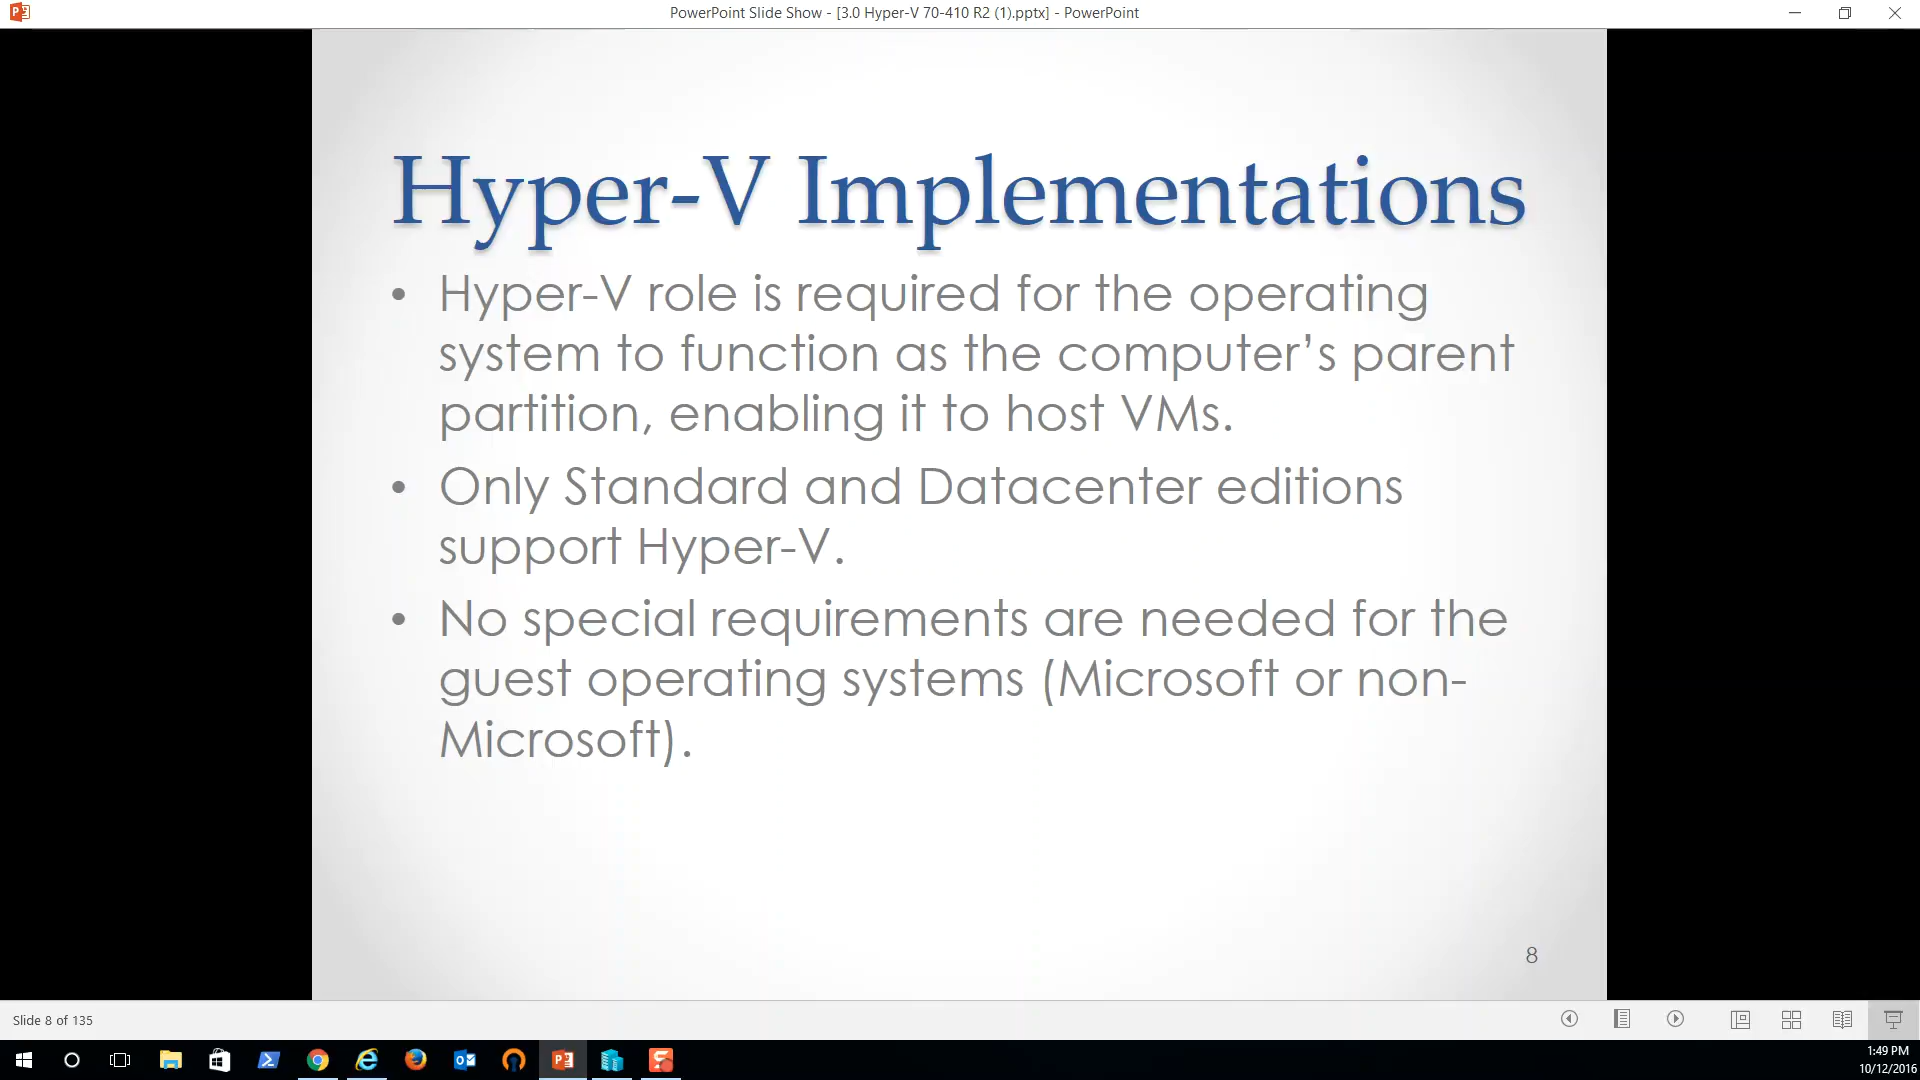 PowerPoint Slide Show - [3.0 Hyper-V 70-410 R2 (1).pptx] - PowerPoint
Hyper-V Implementations
• Hyper-V role is required for the operating
system to function as the computer’s parent
partition, enabling it to host VMs.
• Only Standard and Datacenter editions
support Hyper-V.
• No special requirements are needed for the
guest operating systems (Microsoft or non-
Microsoft).
8
Slide 8 of 135
1:49 PM
10/12/2016